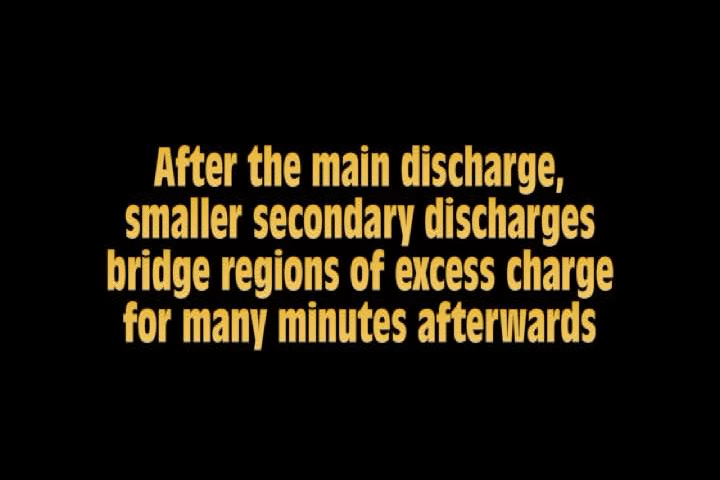 After the main discharge,
smaller secondary discharges
bridge regions of excess charge
for many minutes afterwards